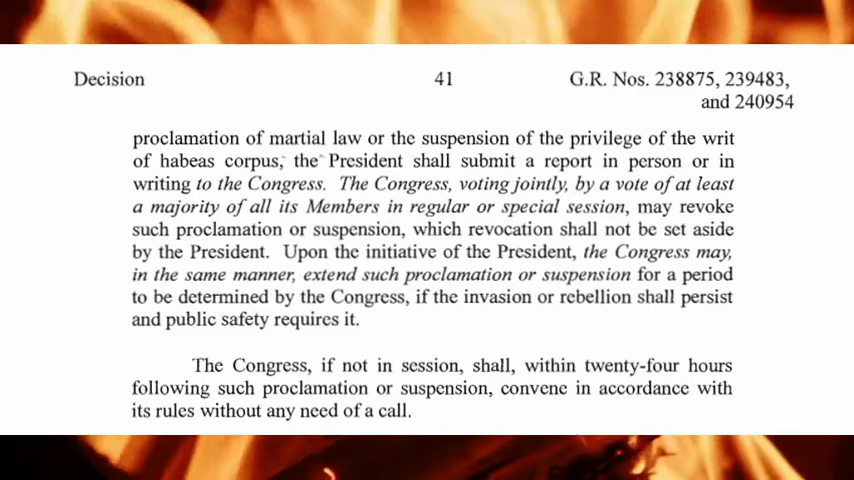 Decision 41 G.R. Nos. 238875, 239483,
and 240954
proclamation of martial law or the suspension of the privilege of the writ
of habeas corpus, the President shall submit a report in person or in
writing to the Congress. The Congress, voting jointly, by a vote of at least
a majority of all its Members in regular or special session, may revoke
such proclamation or suspension, which revocation shall not be set aside
by the President. Upon the initiative of the President, the Congress may,
in the same manner, extend such proclamation or suspension for a period
to be determined by the Congress, if the invasion or rebellion shall persist
and public safety requires it.
The Congress, if not in session, shall, within twenty-four hours
following such proclamation or suspension, convene in accordance with
its rules without any need of a call.